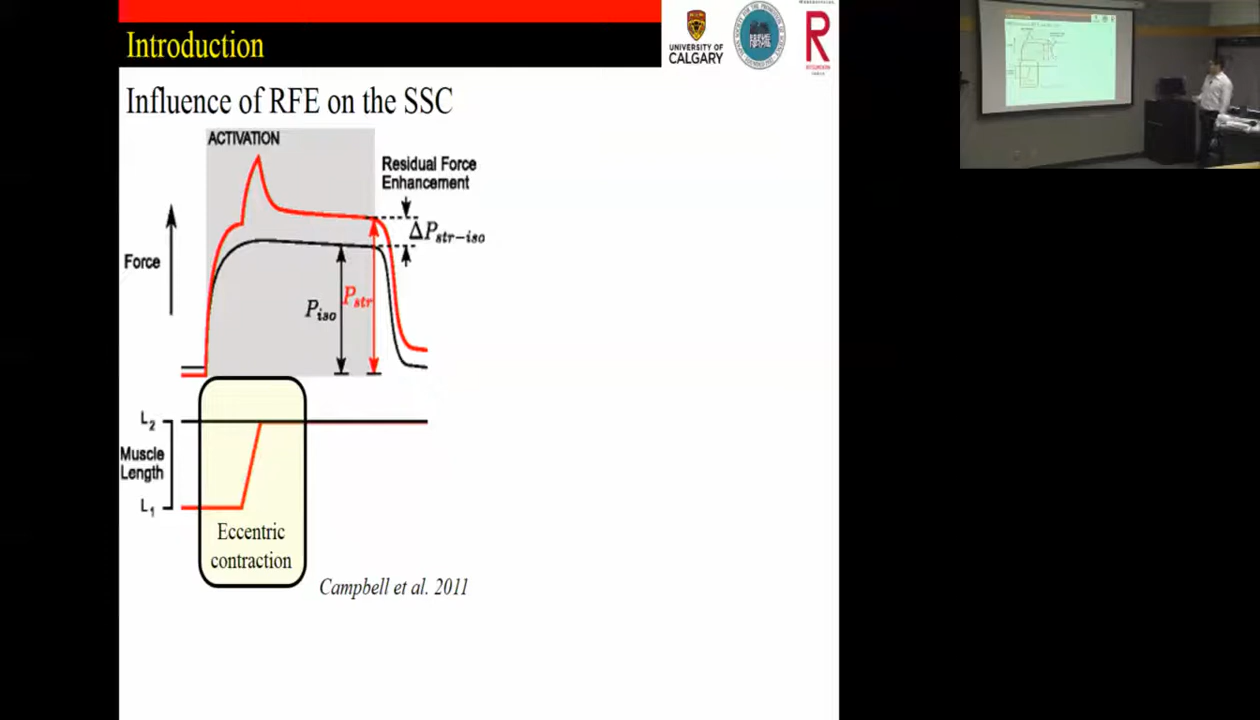 Introduction
UNIVERSITY OF
CALGARY
R
Influence of RFE on the SSC
ACTIVATION
Residual Force
Enhancement
ΔP_str−iso
Force
P_iso
P_str
L₂
Muscle
Length
L₁
Eccentric
contraction
Campbell et al. 2011